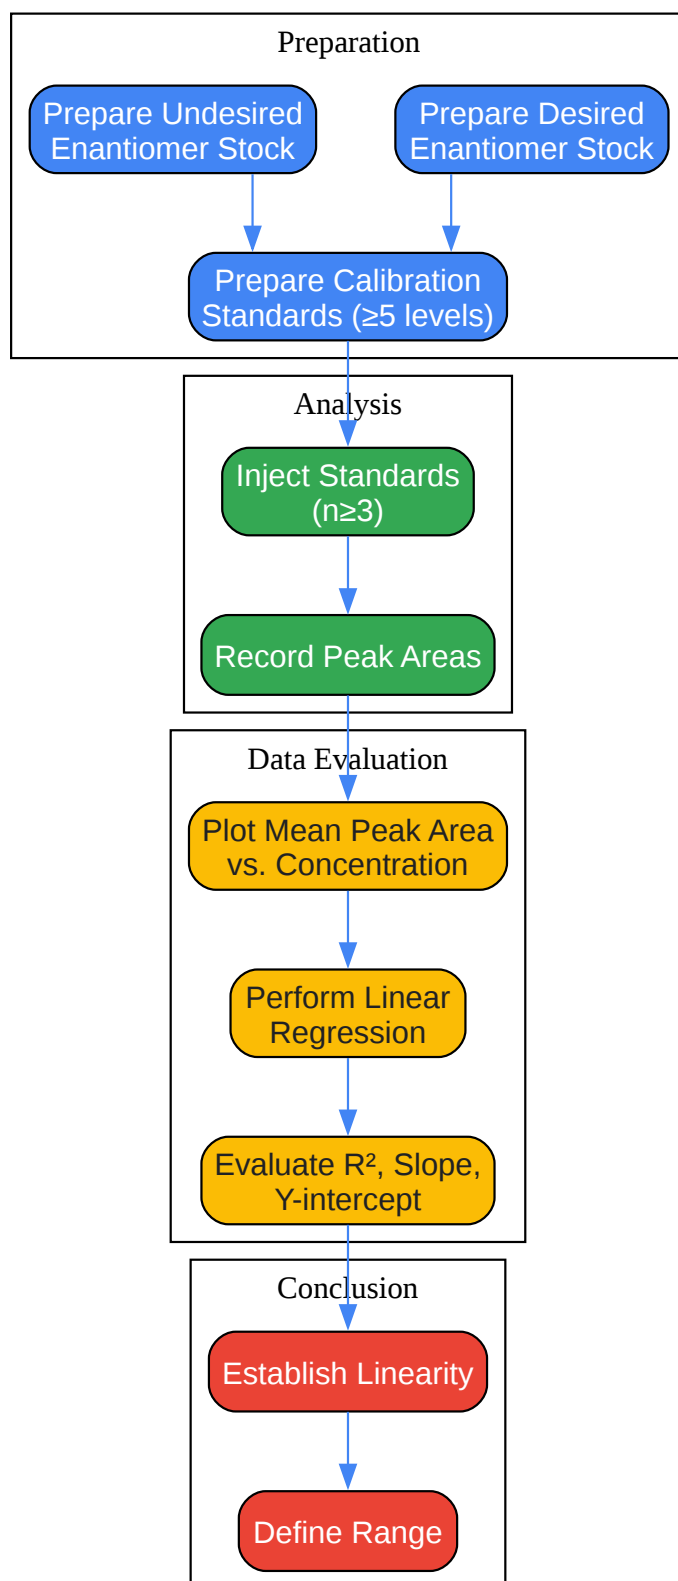 Preparation
Prepare Undesired
Enantiomer Stock
Prepare Desired
Enantiomer Stock
Prepare Calibration
Standards (≥5 levels)
Analysis
Inject Standards
(n≥3)
Record Peak Areas
Data Evaluation
Plot Mean Peak Area
vs. Concentration
Perform Linear
Regression
Evaluate R², Slope,
Y-intercept
Conclusion
Establish Linearity
Define Range